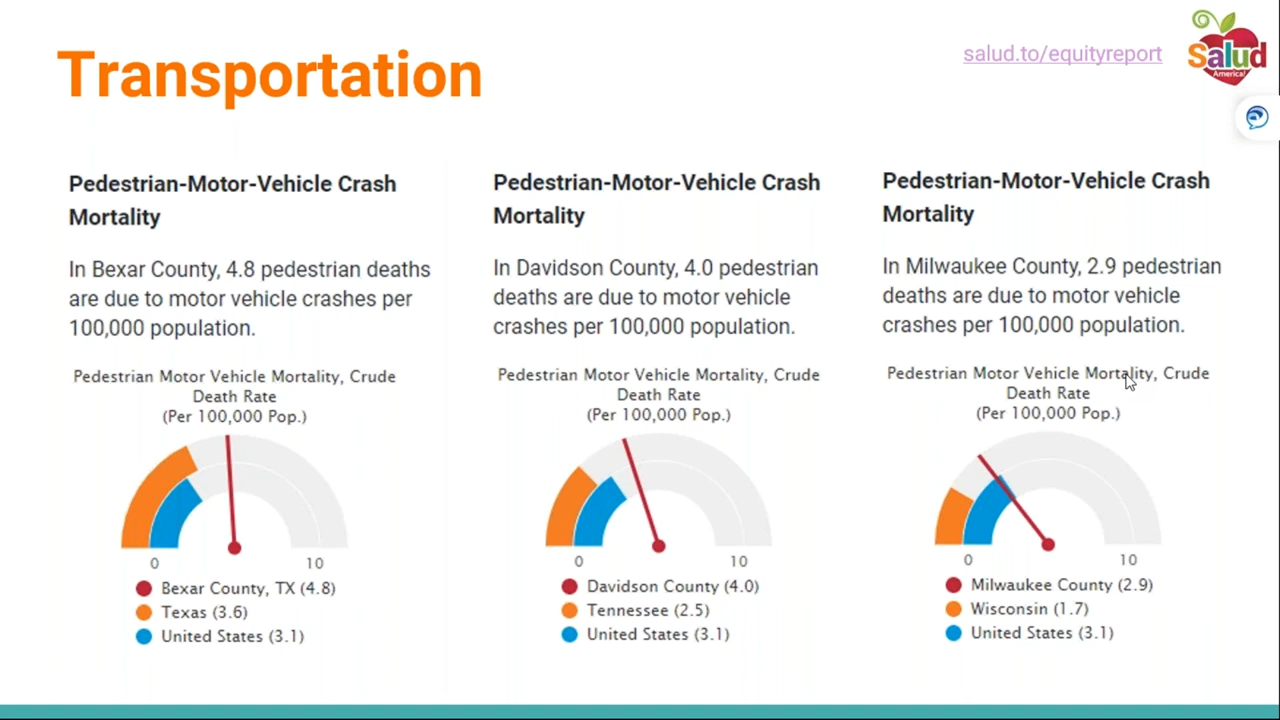 Transportation
salud.to/equityreport
Salud
America!
Pedestrian-Motor-Vehicle Crash
Mortality
In Bexar County, 4.8 pedestrian deaths
are due to motor vehicle crashes per
100,000 population.
Pedestrian Motor Vehicle Mortality, Crude
Death Rate
(Per 100,000 Pop.)
0
10
Bexar County, TX (4.8)
Texas (3.6)
United States (3.1)
Pedestrian-Motor-Vehicle Crash
Mortality
In Davidson County, 4.0 pedestrian
deaths are due to motor vehicle
crashes per 100,000 population.
Pedestrian Motor Vehicle Mortality, Crude
Death Rate
(Per 100,000 Pop.)
0
10
Davidson County (4.0)
Tennessee (2.5)
United States (3.1)
Pedestrian-Motor-Vehicle Crash
Mortality
In Milwaukee County, 2.9 pedestrian
deaths are due to motor vehicle
crashes per 100,000 population.
Pedestrian Motor Vehicle Mortality, Crude
Death Rate
(Per 100,000 Pop.)
0
10
Milwaukee County (2.9)
Wisconsin (1.7)
United States (3.1)